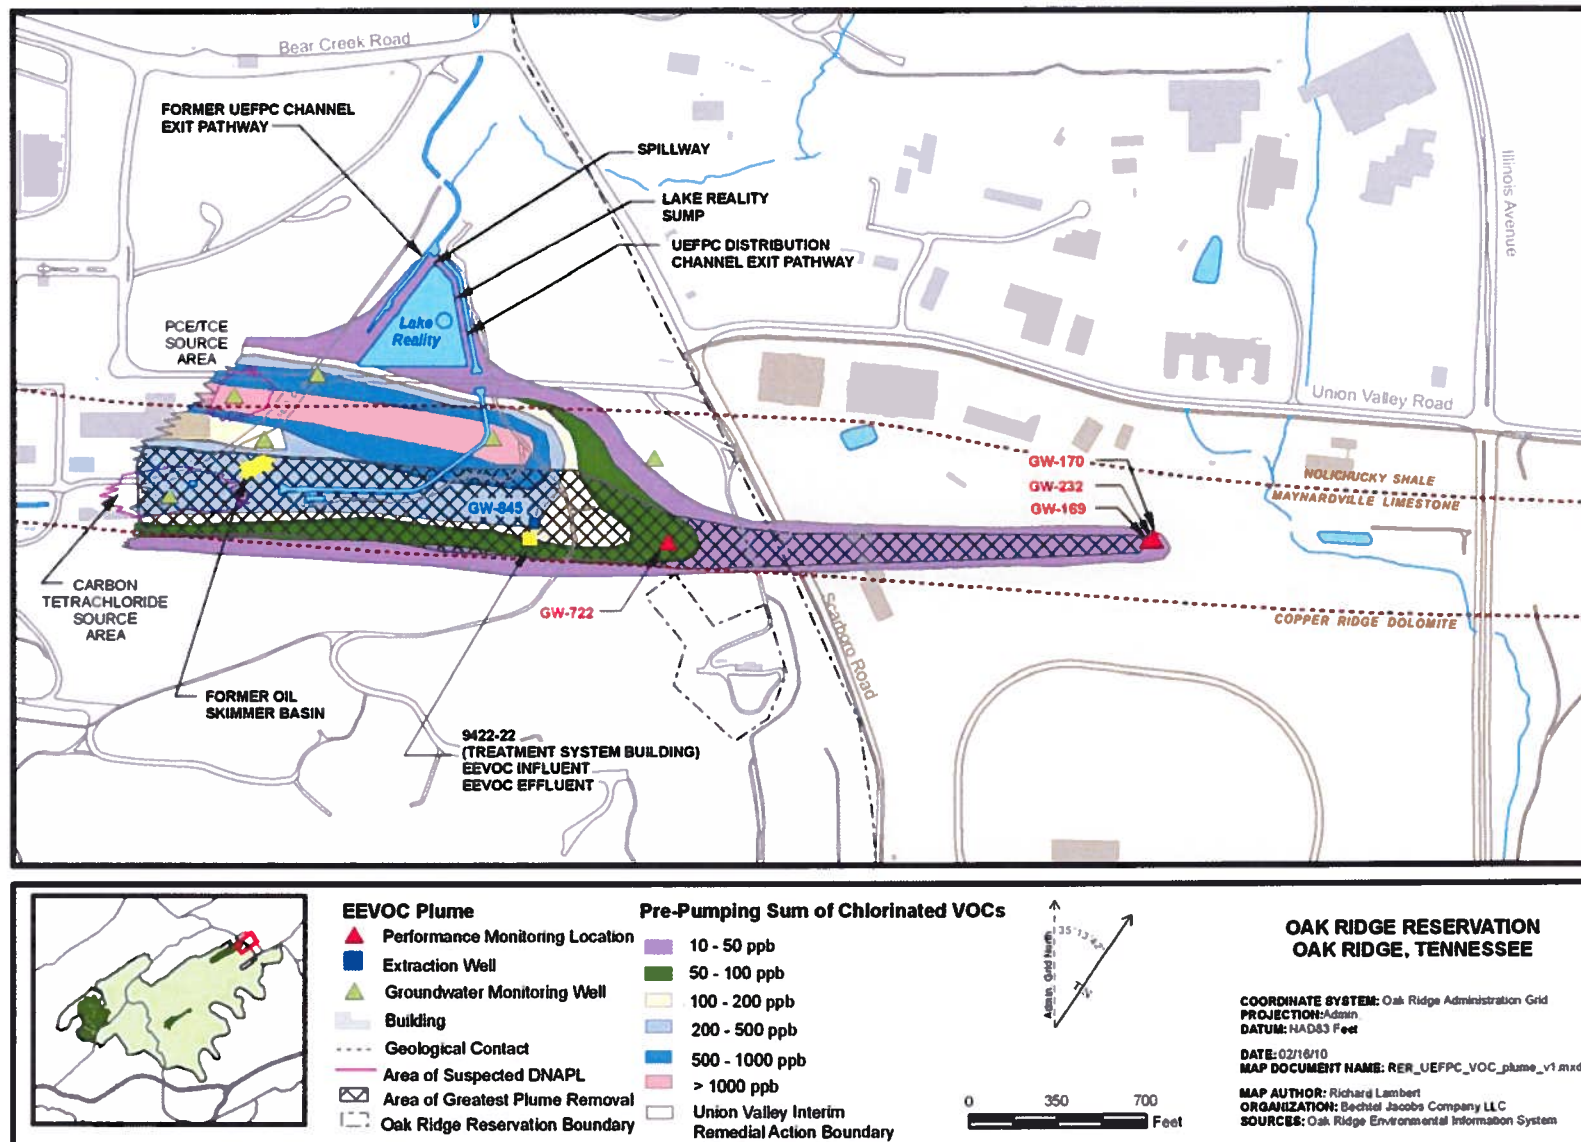 Bear Creek Road
FORMER UEFPC CHANNEL
EXIT PATHWAY
SPILLWAY
LAKE REALITY
SUMP
UEFPC DISTRIBUTION
CHANNEL EXIT PATHWAY
Illinois Avenue
PCE/TCE
SOURCE
AREA
Lake
Reality
Union Valley Road
GW-170
GW-232
GW-169
NOLICHUCKY SHALE
MAYNARDVILLE LIMESTONE
GW-845
CARBON
TETRACHLORIDE
SOURCE
AREA
GW-722
Scarboro Road
COPPER RIDGE DOLOMITE
FORMER OIL
SKIMMER BASIN
9422-22
(TREATMENT SYSTEM BUILDING)
EEVOC INFLUENT
EEVOC EFFLUENT
EEVOC Plume
Performance Monitoring Location
Extraction Well
Groundwater Monitoring Well
Building
Geological Contact
Area of Suspected DNAPL
Area of Greatest Plume Removal
Oak Ridge Reservation Boundary
Pre-Pumping Sum of Chlorinated VOCs
10 - 50 ppb
50 - 100 ppb
100 - 200 ppb
200 - 500 ppb
500 - 1000 ppb
> 1000 ppb
Union Valley Interim
Remedial Action Boundary
Admin. Grid North
T.N.
0 350 700
Feet
OAK RIDGE RESERVATION
OAK RIDGE, TENNESSEE
COORDINATE SYSTEM: Oak Ridge Administration Grid
PROJECTION: Admin
DATUM: NAD83 Feet
DATE: 02/16/10
MAP DOCUMENT NAME: RER_UEFPC_VOC_plume_v1.mxd
MAP AUTHOR: Richard Lambert
ORGANIZATION: Bechtel Jacobs Company LLC
SOURCES: Oak Ridge Environmental Information System